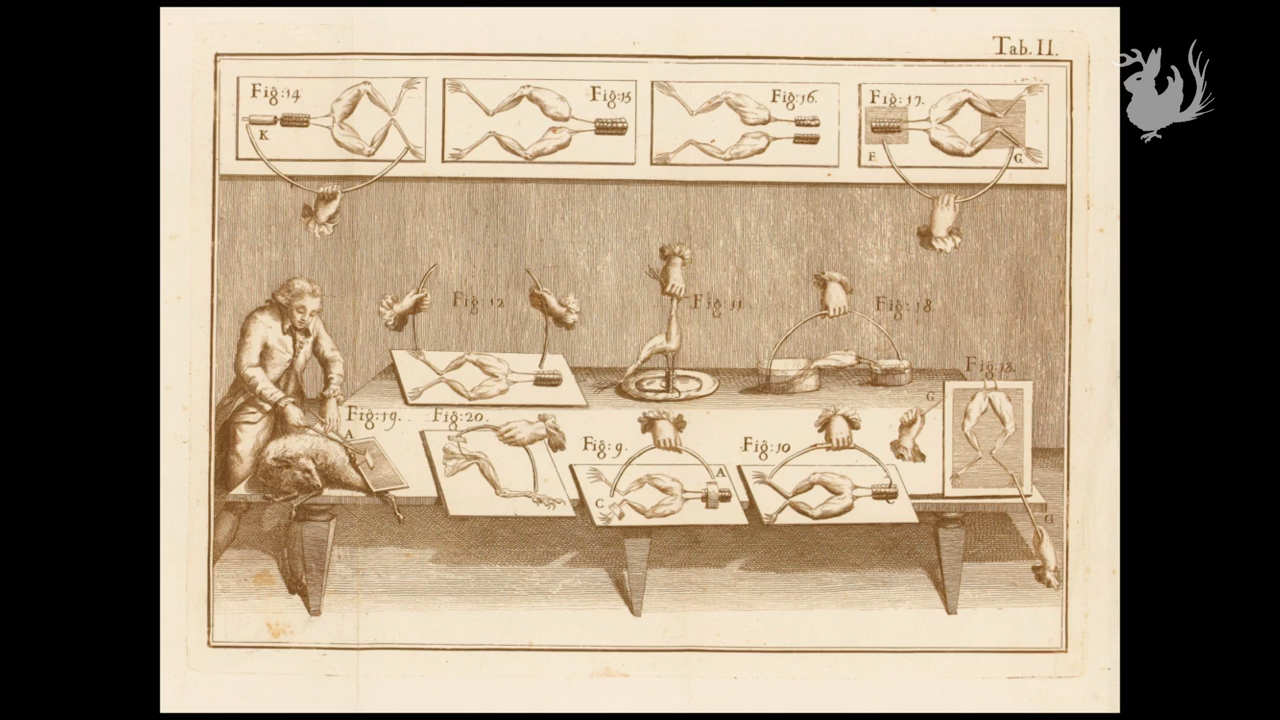 Tab. II.
Fig: 14
K
Fig: 15
Fig: 16.
Fig: 17.
F
G
Fig: 12
Fig: 11
Fig: 18.
Fig: 13.
G
Fig: 19.
A
Fig: 20.
Fig: 9.
A
C
Fig: 10
G